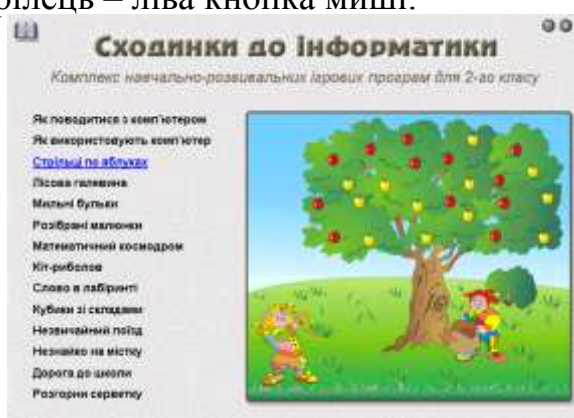 ілець – ліва кнопка миші.
Сходинки до інформатики
Комплекс навчально-розвивальних ігрових програм для 2-го класу
Як поводитися з комп'ютером
Як використовують комп'ютер
Стрільці по яблуках
Лісова галявина
Мильні бульки
Розібрані малюнки
Математичний космодром
Кіт-риболов
Слово в лабіринті
Кубики зі складами
Незвичайний поїзд
Незнайко на містку
Дорога до школи
Розгорни серветку